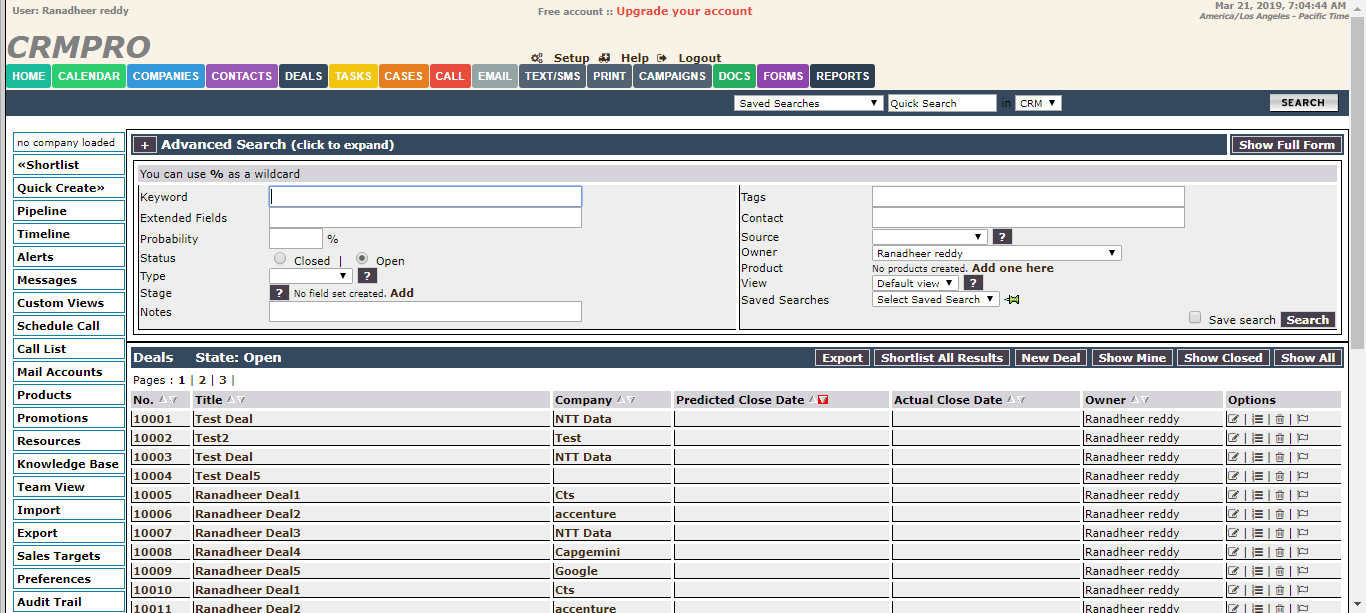 User: Ranadheer reddy
Free account :: Upgrade your account
Mar 21, 2019, 7:04:44 AM
America/Los Angeles - Pacific Time
CRMPRO
Setup Help Logout
HOME CALENDAR COMPANIES CONTACTS DEALS TASKS CASES CALL EMAIL TEXT/SMS PRINT CAMPAIGNS DOCS FORMS REPORTS
Saved Searches Quick Search in CRM SEARCH
no company loaded
«Shortlist
Quick Create»
Pipeline
Timeline
Alerts
Messages
Custom Views
Schedule Call
Call List
Mail Accounts
Products
Promotions
Resources
Knowledge Base
Team View
Import
Export
Sales Targets
Preferences
Audit Trail
+ Advanced Search (click to expand) Show Full Form
You can use % as a wildcard
Keyword
Extended Fields
Probability %
Status Closed | Open
Type ?
Stage ? No field set created. Add
Notes
Tags
Contact
Source ?
Owner Ranadheer reddy
Product No products created. Add one here
View Default view ?
Saved Searches Select Saved Search
Save search Search
Deals State: Open Export Shortlist All Results New Deal Show Mine Show Closed Show All
Pages : 1 | 2 | 3 |
No. Title Company Predicted Close Date Actual Close Date Owner Options
10001 Test Deal NTT Data Ranadheer reddy | | |
10002 Test2 Test Ranadheer reddy | | |
10003 Test Deal NTT Data Ranadheer reddy | | |
10004 Test Deal5 Ranadheer reddy | | |
10005 Ranadheer Deal1 Cts Ranadheer reddy | | |
10006 Ranadheer Deal2 accenture Ranadheer reddy | | |
10007 Ranadheer Deal3 NTT Data Ranadheer reddy | | |
10008 Ranadheer Deal4 Capgemini Ranadheer reddy | | |
10009 Ranadheer Deal5 Google Ranadheer reddy | | |
10010 Ranadheer Deal1 Cts Ranadheer reddy | | |
10011 Ranadheer Deal2 accenture Ranadheer reddy | | |